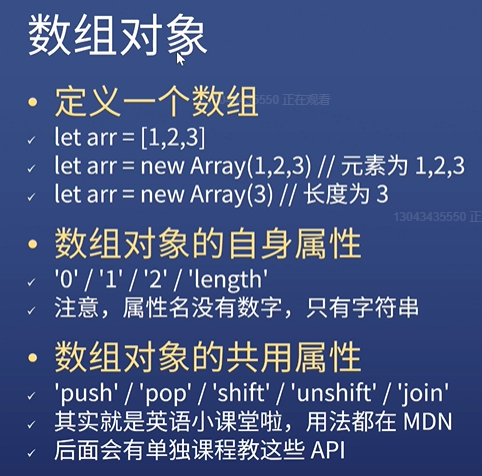 数组对象
• 定义一个数组
✓ let arr = [1,2,3]
✓ let arr = new Array(1,2,3) // 元素为 1,2,3
✓ let arr = new Array(3) // 长度为 3
13043435550 正
• 数组对象的自身属性
✓ '0' / '1' / '2' / 'length'
✓ 注意，属性名没有数字，只有字符串
• 数组对象的共用属性
✓ 'push' / 'pop' / 'shift' / 'unshift' / 'join'
✓ 其实就是英语小课堂啦，用法都在 MDN
✓ 后面会有单独课程教这些 API